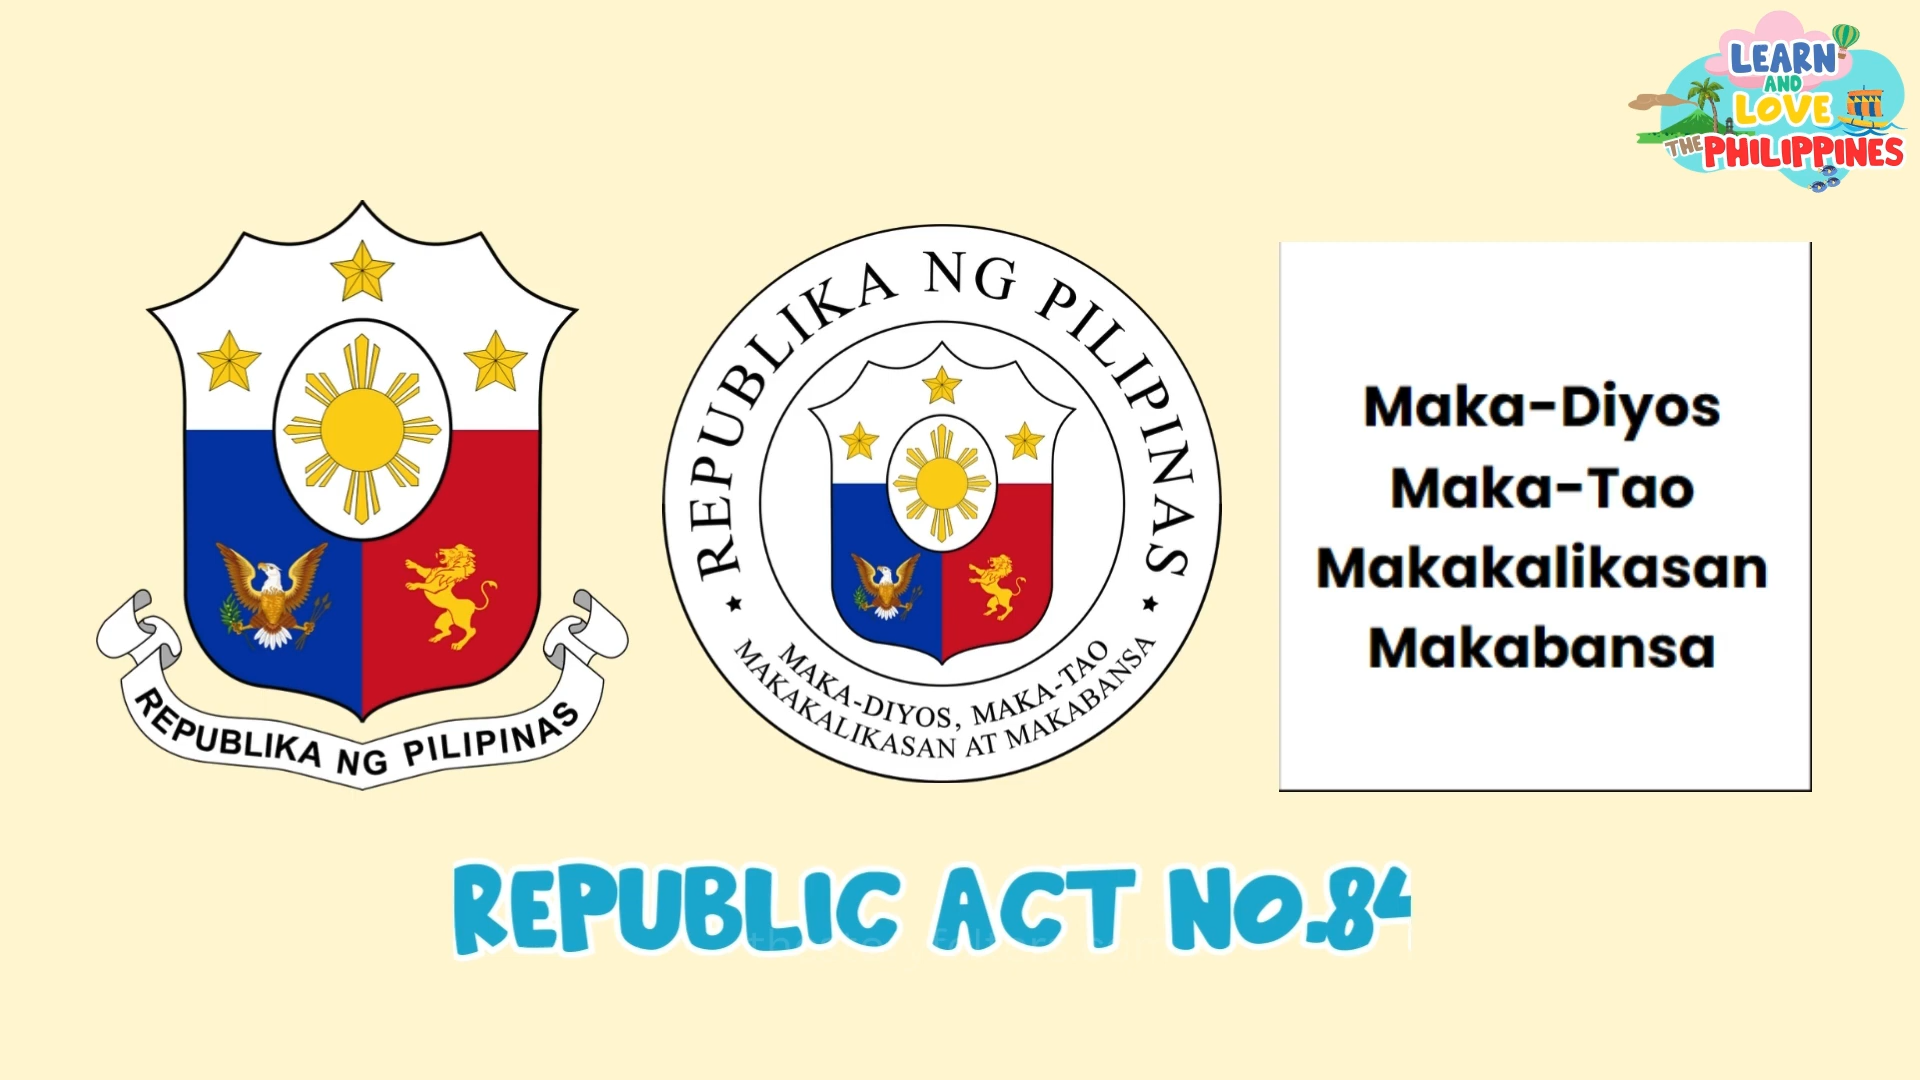 LEARN
AND
LOVE
THE PHILIPPINES
REPUBLIKA NG PILIPINAS
REPUBLIKA NG PILIPINAS
MAKA-DIYOS, MAKA-TAO
MAKAKALIKASAN AT MAKABANSA
Maka-Diyos
Maka-Tao
Makakalikasan
Makabansa
REPUBLIC ACT NO.84